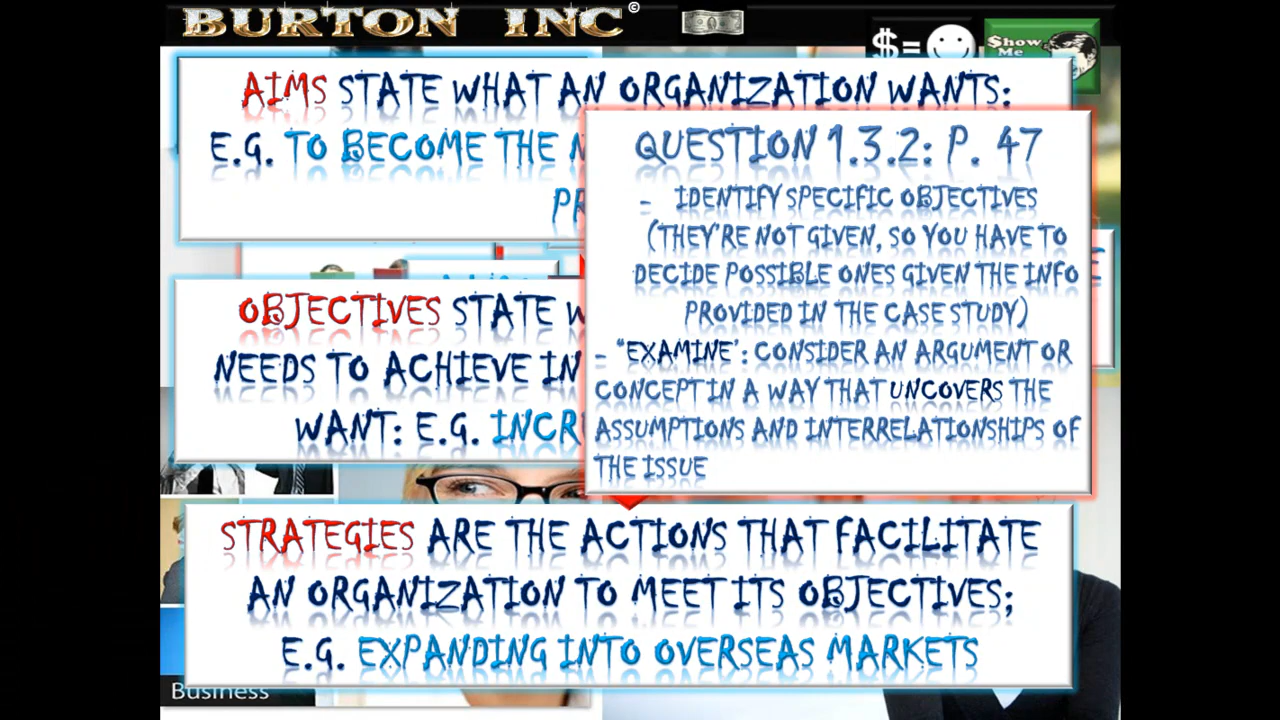 BURTON INC©
$=
Show
Me
AIMS STATE WHAT AN ORGANIZATION WANTS:
E.G. TO BECOME THE
QUESTION 1.3.2: P. 47
- IDENTIFY SPECIFIC OBJECTIVES
(THEY'RE NOT GIVEN, SO YOU HAVE TO
DECIDE POSSIBLE ONES GIVEN THE INFO
PROVIDED IN THE CASE STUDY)
- "EXAMINE": CONSIDER AN ARGUMENT OR
CONCEPT IN A WAY THAT UNCOVERS THE
ASSUMPTIONS AND INTERRELATIONSHIPS OF
THE ISSUE
OBJECTIVES STATE
NEEDS TO ACHIEVE IN
WANT: E.G.
STRATEGIES ARE THE ACTIONS THAT FACILITATE
AN ORGANIZATION TO MEET ITS OBJECTIVES;
E.G. EXPANDING INTO OVERSEAS MARKETS
Business